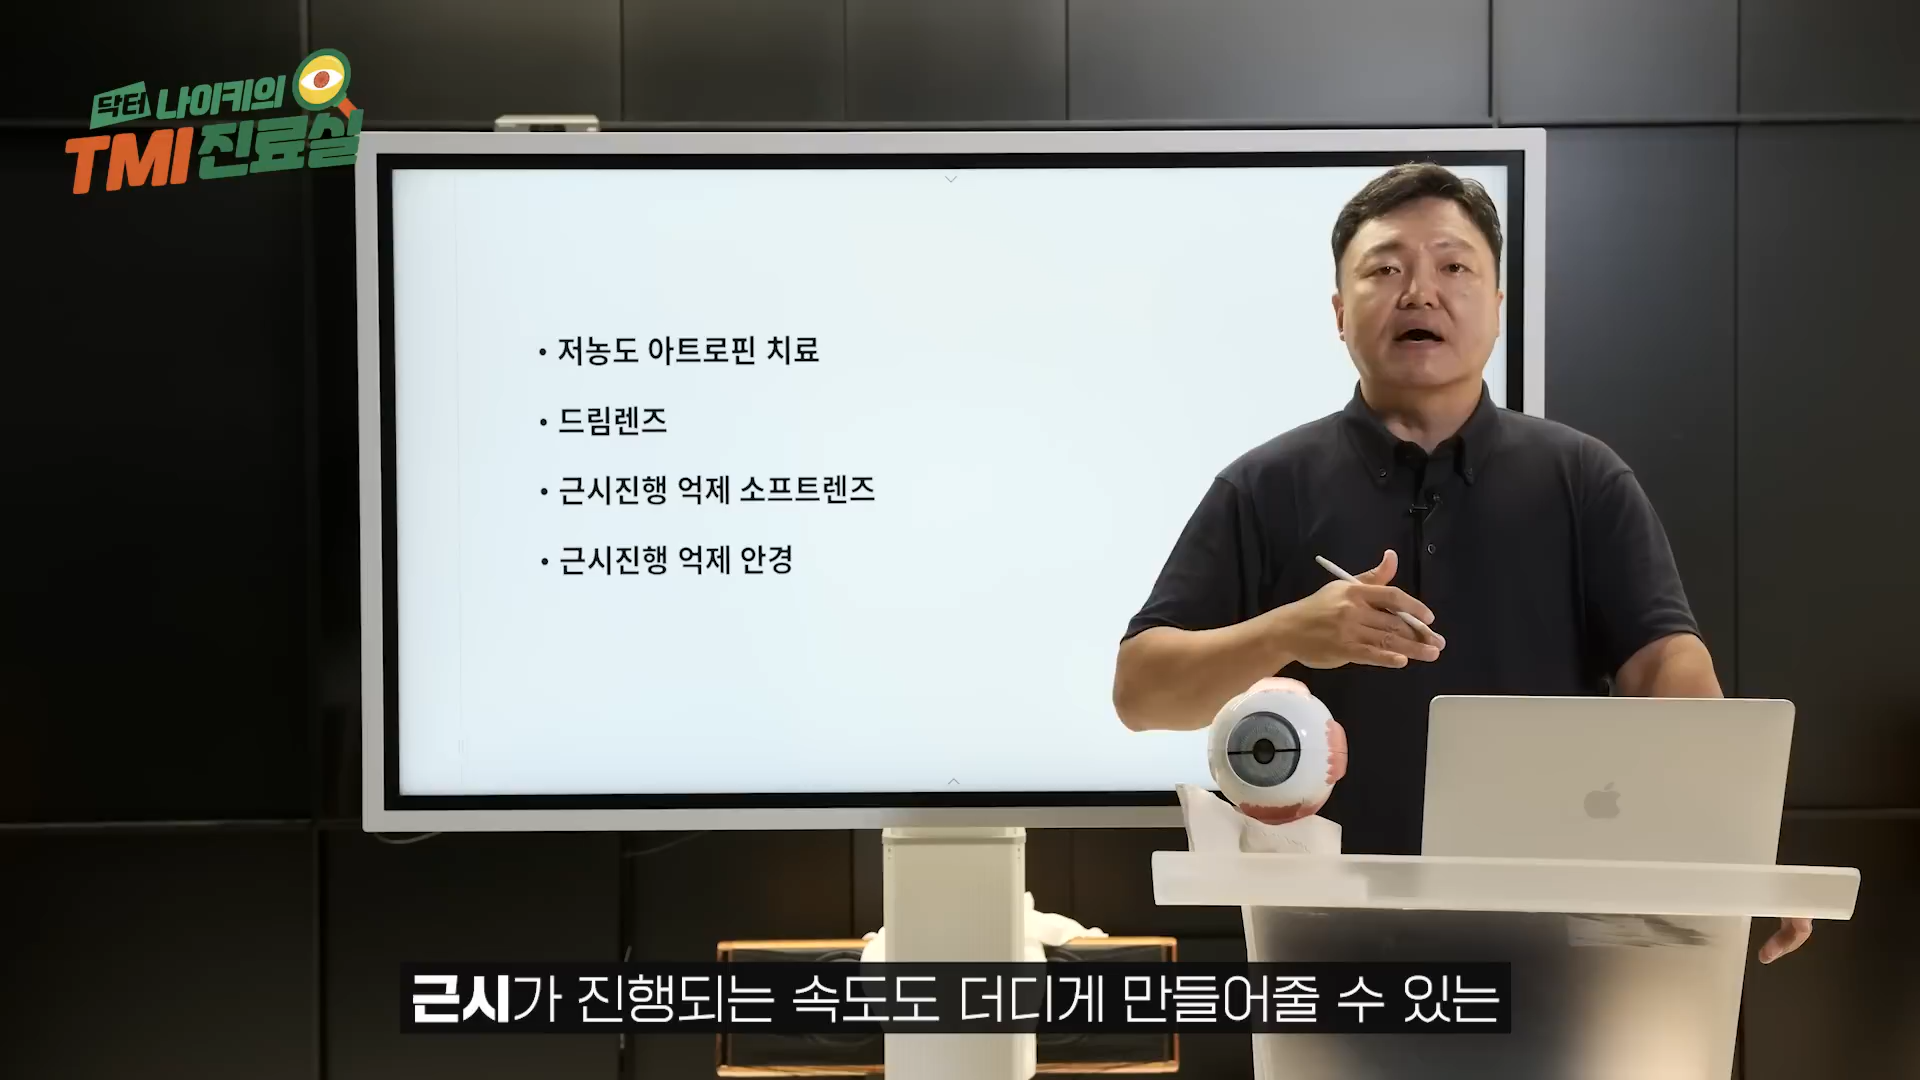 닥터 나이키의
TMI 진료실
• 저농도 아트로핀 치료
• 드림렌즈
• 근시진행 억제 소프트렌즈
• 근시진행 억제 안경
근시가 진행되는 속도도 더디게 만들어줄 수 있는